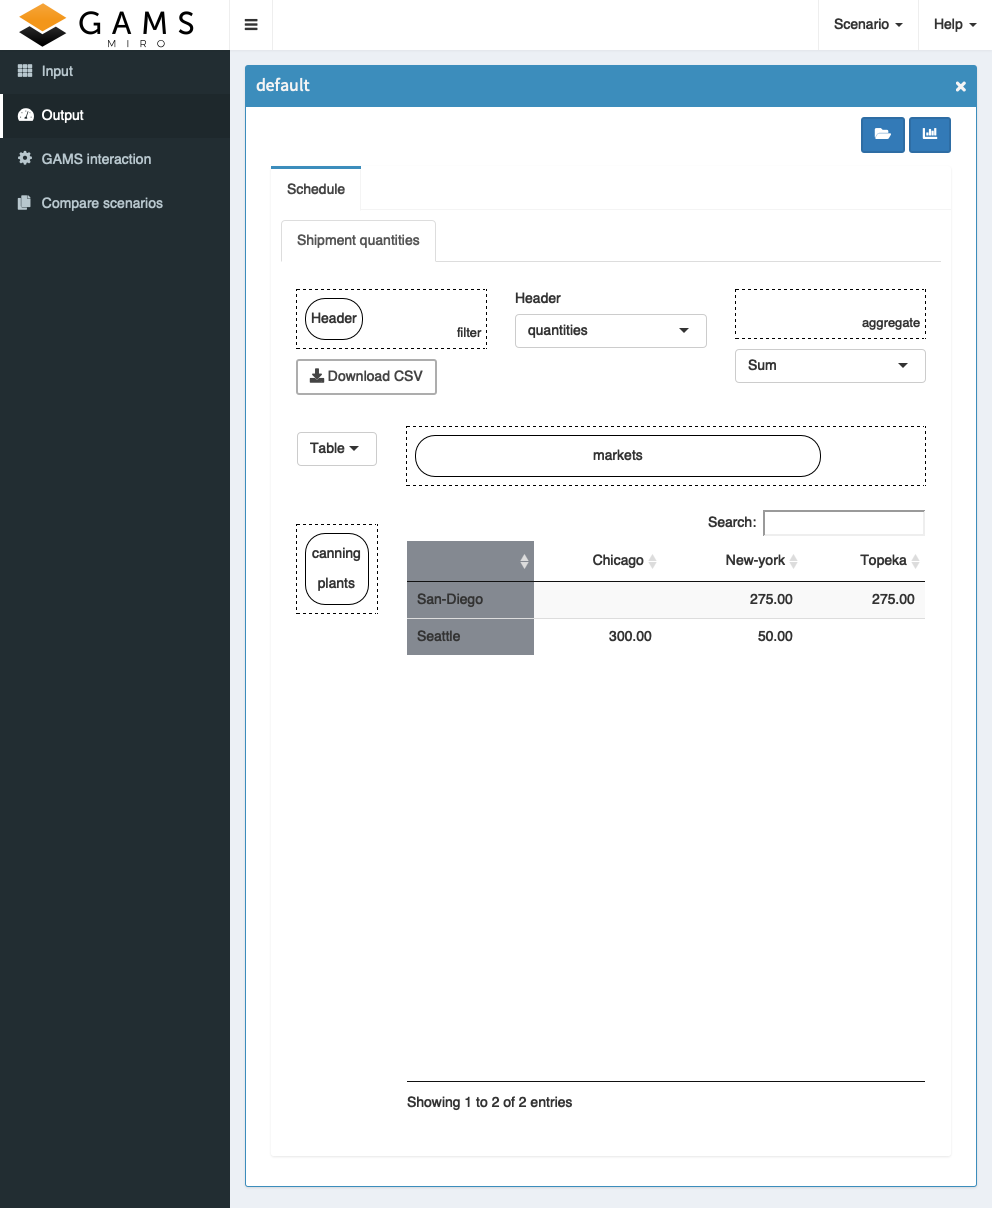 GAMS
MIRO
Scenario
Help
Input
Output
GAMS interaction
Compare scenarios
default
Schedule
Shipment quantities
Header
filter
Header
quantities
aggregate
Sum
Download CSV
Table
markets
Search:
canning
plants
Chicago New-york Topeka
San-Diego 275.00 275.00
Seattle 300.00 50.00
Showing 1 to 2 of 2 entries